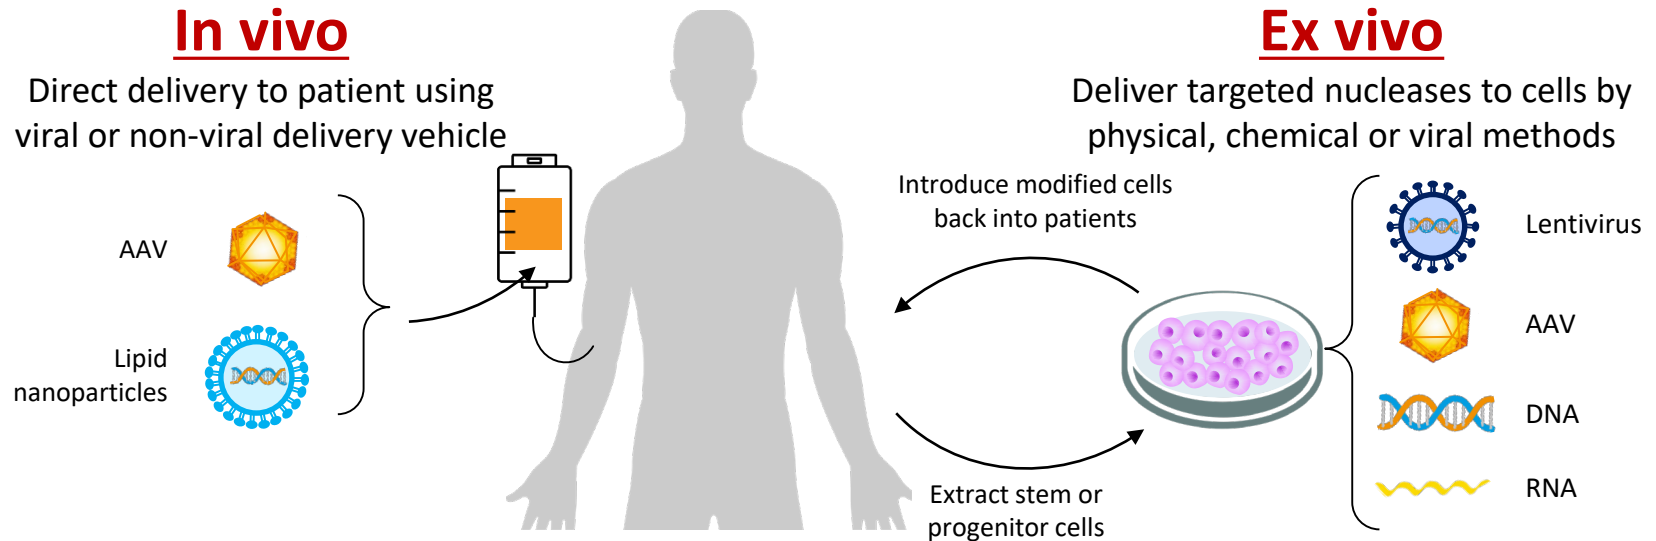 In vivo
Direct delivery to patient using
viral or non-viral delivery vehicle
AAV
Lipid
nanoparticles
Ex vivo
Deliver targeted nucleases to cells by
physical, chemical or viral methods
Introduce modified cells
back into patients
Extract stem or
progenitor cells
Lentivirus
AAV
DNA
RNA